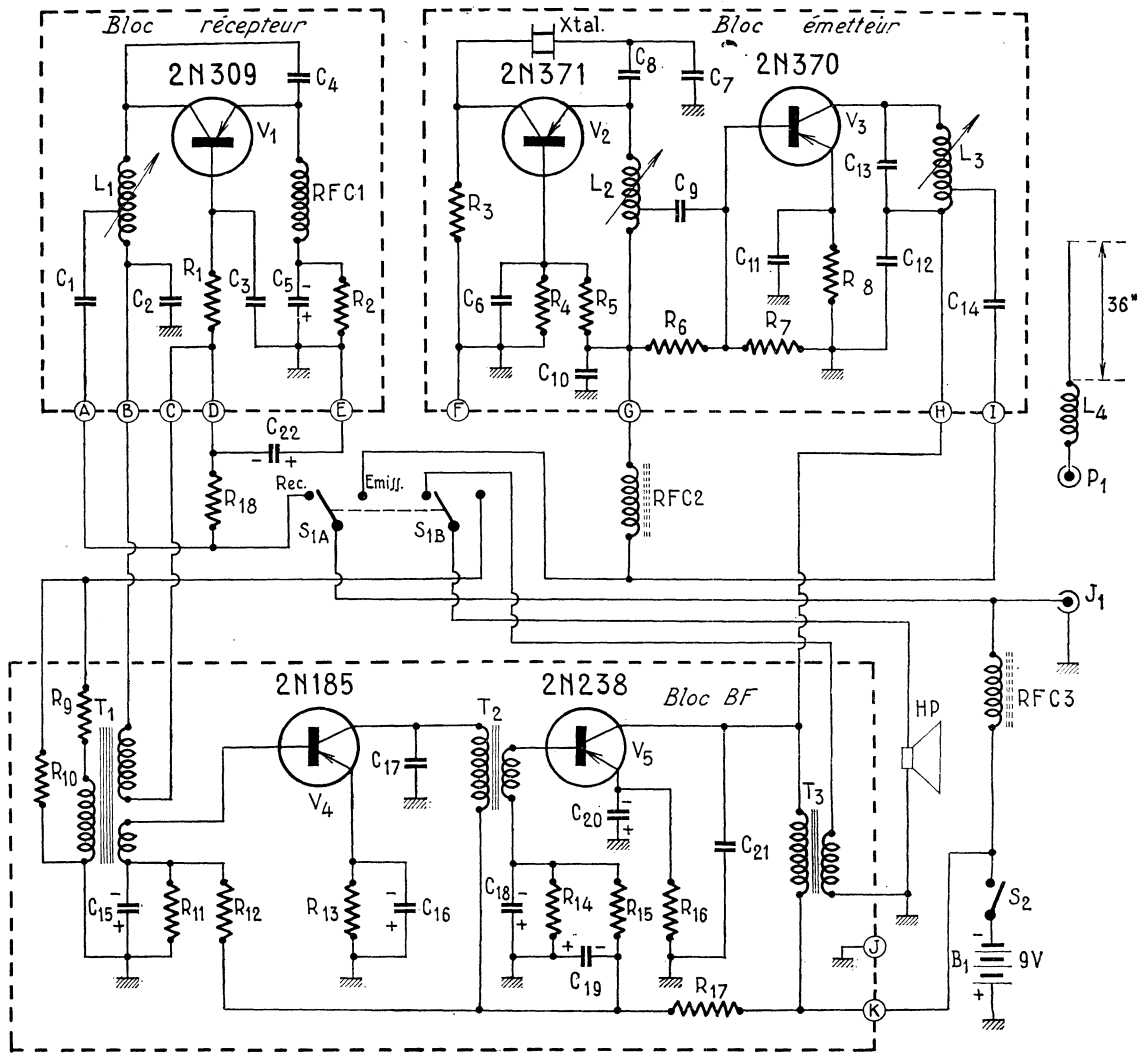 Bloc récepteur
2N309
C4
V1
L1
RFC1
C1
C2
R1
C3
C5
-
+
R2
A
B
C
D
E
Xtal.
Bloc émetteur
2N371
C8
C7
2N370
V2
V3
R3
L2
C9
C13
L3
C11
R8
C12
C14
C6
R4
R5
R6
R7
C10
F
G
H
I
36"
L4
P1
C22
- +
R18
Rec.
Emiss.
S1A
S1B
RFC2
J1
RFC3
HP
2N185
2N238
Bloc BF
R9
T1
T2
R10
V4
C17
V5
C20
-
+
C21
T3
C15
-
+
R11
R12
R13
-
+
C16
C18
-
+
R14
R15
R16
+ -
C19
R17
J
K
S2
-
B1
9V
+